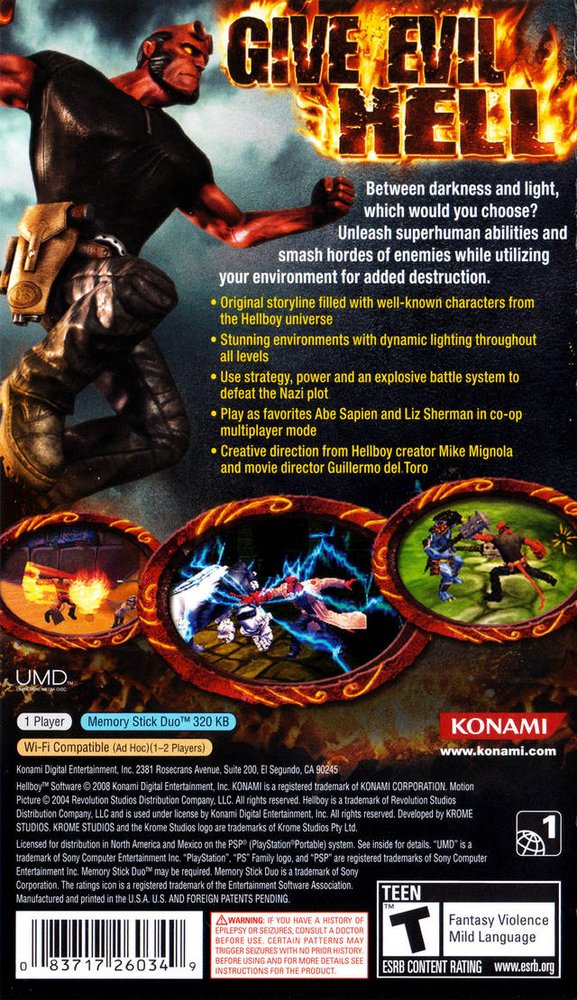 GIVE EVIL
HELL
Between darkness and light,
which would you choose?
Unleash superhuman abilities and
smash hordes of enemies while utilizing
your environment for added destruction.
• Original storyline filled with well-known characters from
the Hellboy universe
• Stunning environments with dynamic lighting throughout
all levels
• Use strategy, power and an explosive battle system to
defeat the Nazi plot
• Play as favorites Abe Sapien and Liz Sherman in co-op
multiplayer mode
• Creative direction from Hellboy creator Mike Mignola
and movie director Guillermo del Toro
UMD™
UNIVERSAL MEDIA DISC
1 Player
Memory Stick Duo™ 320 KB
Wi-Fi Compatible (Ad Hoc)(1–2 Players)
KONAMI
www.konami.com
Konami Digital Entertainment, Inc. 2381 Rosecrans Avenue, Suite 200, El Segundo, CA 90245
Hellboy™ Software © 2008 Konami Digital Entertainment, Inc. KONAMI is a registered trademark of KONAMI CORPORATION. Motion
Picture © 2004 Revolution Studios Distribution Company, LLC. All rights reserved. Hellboy is a trademark of Revolution Studios
Distribution Company, LLC and is used under license by Konami Digital Entertainment, Inc. All rights reserved. Developed by KROME
STUDIOS. KROME STUDIOS and the Krome Studios logo are trademarks of Krome Studios Pty Ltd.
Licensed for distribution in North America and Mexico on the PSP® (PlayStation®Portable) system. See inside for details. “UMD” is a
trademark of Sony Computer Entertainment Inc. “PlayStation”, “PS” Family logo, and “PSP” are registered trademarks of Sony Computer
Entertainment Inc. Memory Stick Duo™ may be required. Memory Stick Duo is a trademark of Sony
Corporation. The ratings icon is a registered trademark of the Entertainment Software Association.
Manufactured and printed in the U.S.A. U.S. AND FOREIGN PATENTS PENDING.
1
0 83717 26034 9
WARNING: IF YOU HAVE A HISTORY OF
EPILEPSY OR SEIZURES, CONSULT A DOCTOR
BEFORE USE. CERTAIN PATTERNS MAY
TRIGGER SEIZURES WITH NO PRIOR HISTORY.
BEFORE USING AND FOR MORE DETAILS SEE
INSTRUCTIONS FOR THE PRODUCT.
TEEN
T™
Fantasy Violence
Mild Language
ESRB CONTENT RATING www.esrb.org